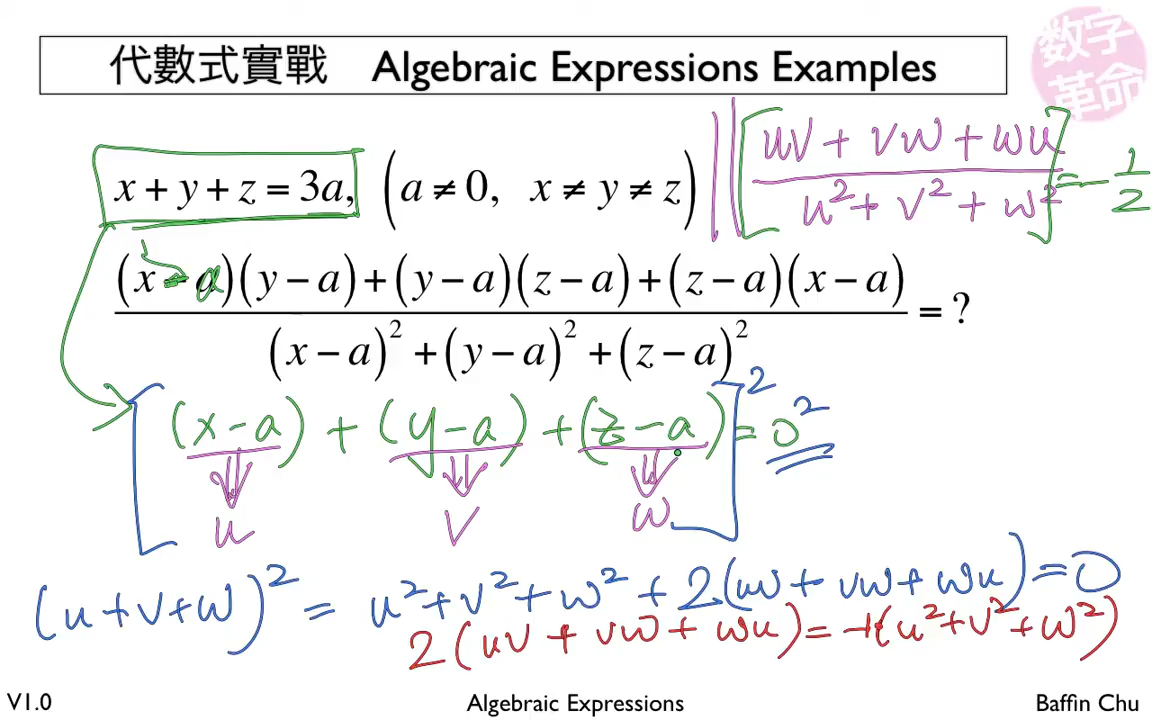 代數式實戰 Algebraic Expressions Examples
数字
革命
x + y + z = 3a, (a ≠ 0, x ≠ y ≠ z)
[uv + vw + wu / u² + v² + w²] = -1/2
(x - a)(y - a) + (y - a)(z - a) + (z - a)(x - a) / (x - a)² + (y - a)² + (z - a)² = ?
[(x - a) + (y - a) + (z - a)]² = 0²
u v w
(u + v + w)² = u² + v² + w² + 2(uv + vw + wu) = 0
2(uv + vw + wu) = -1(u² + v² + w²)
V1.0 Algebraic Expressions Baffin Chu